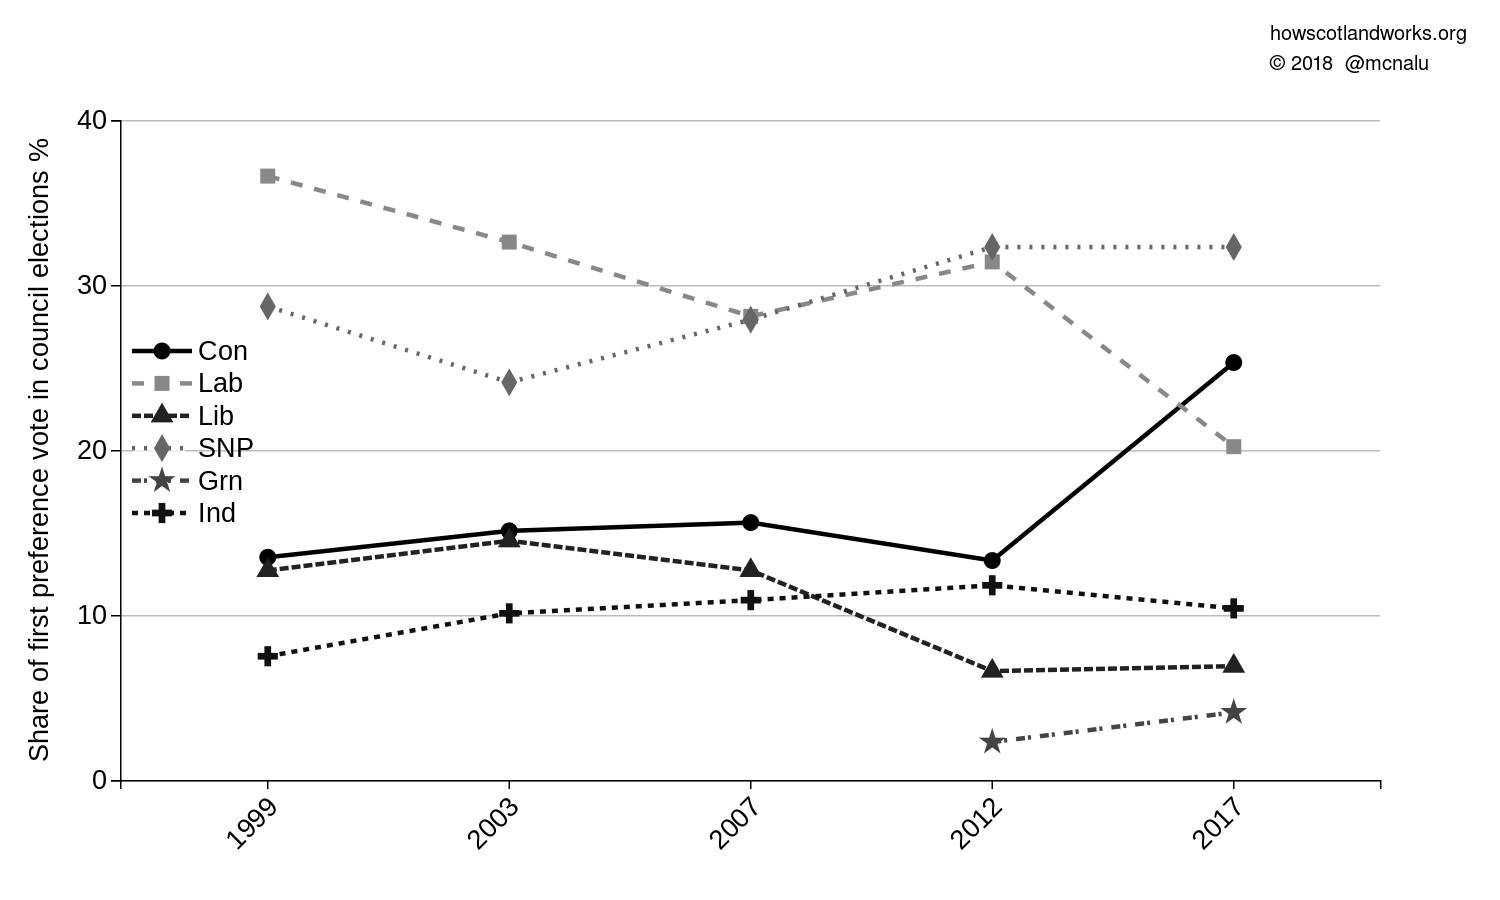 howscotlandworks.org
© 2018 @mcnalu
Share of first preference vote in council elections %
40
30
20
10
0
Con
Lab
Lib
SNP
Grn
Ind
1999
2003
2007
2012
2017